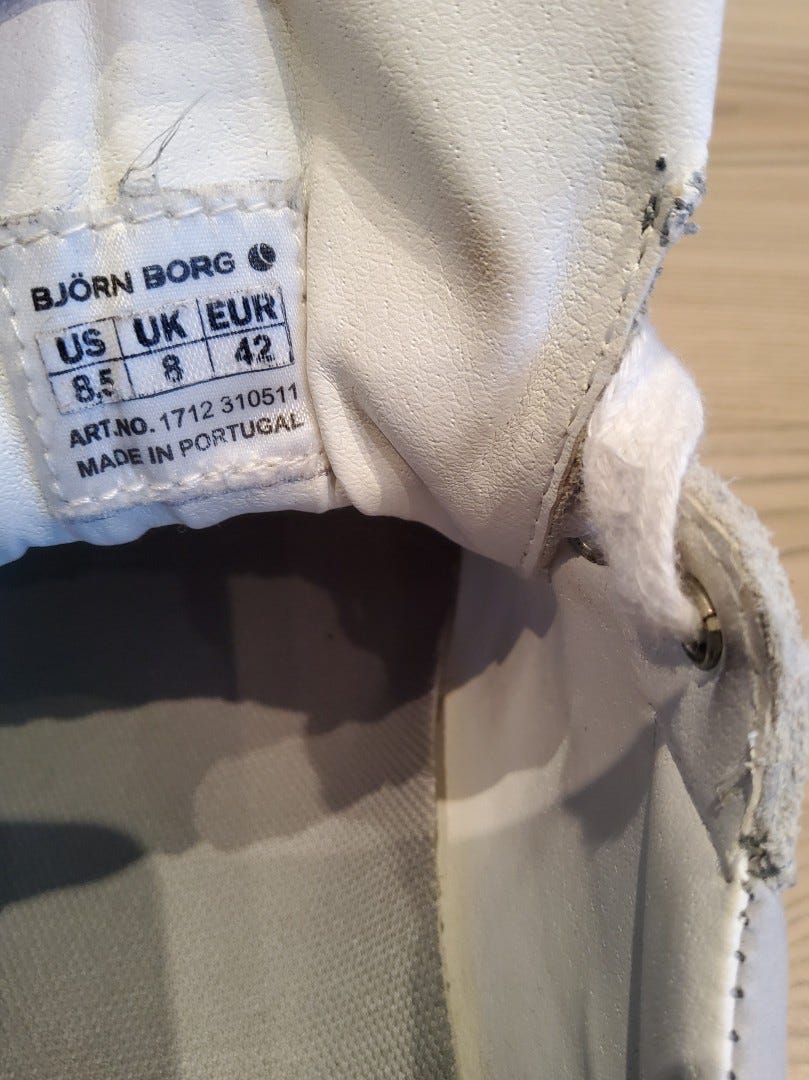 BJÖRN BORG
US UK EUR
8,5 8 42
ART.NO. 1712 310511
MADE IN PORTUGAL